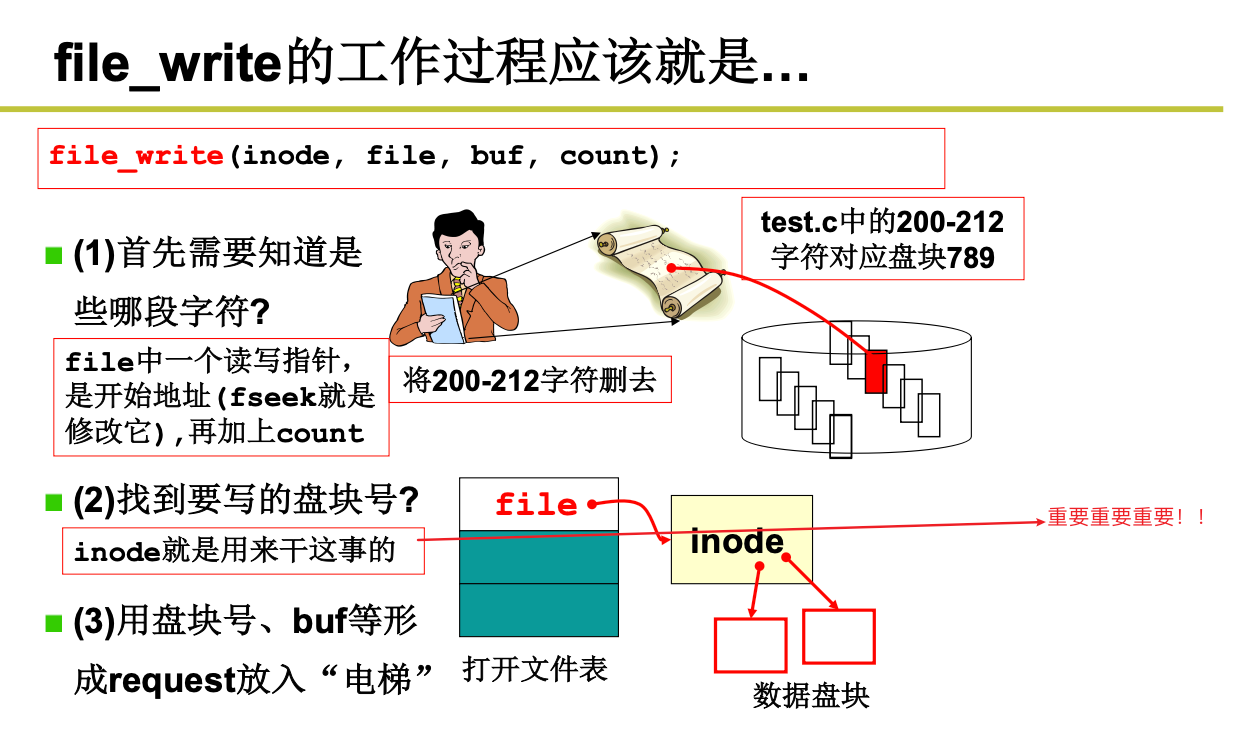 file_write的工作过程应该就是…
file_write(inode, file, buf, count);
(1)首先需要知道是
些哪段字符?
file中一个读写指针,
是开始地址(fseek就是
修改它),再加上count
将200-212字符删去
test.c中的200-212
字符对应盘块789
(2)找到要写的盘块号?
inode就是用来干这事的
重要重要重要！！
(3)用盘块号、buf等形
成request放入“电梯”
file
打开文件表
inode
数据盘块